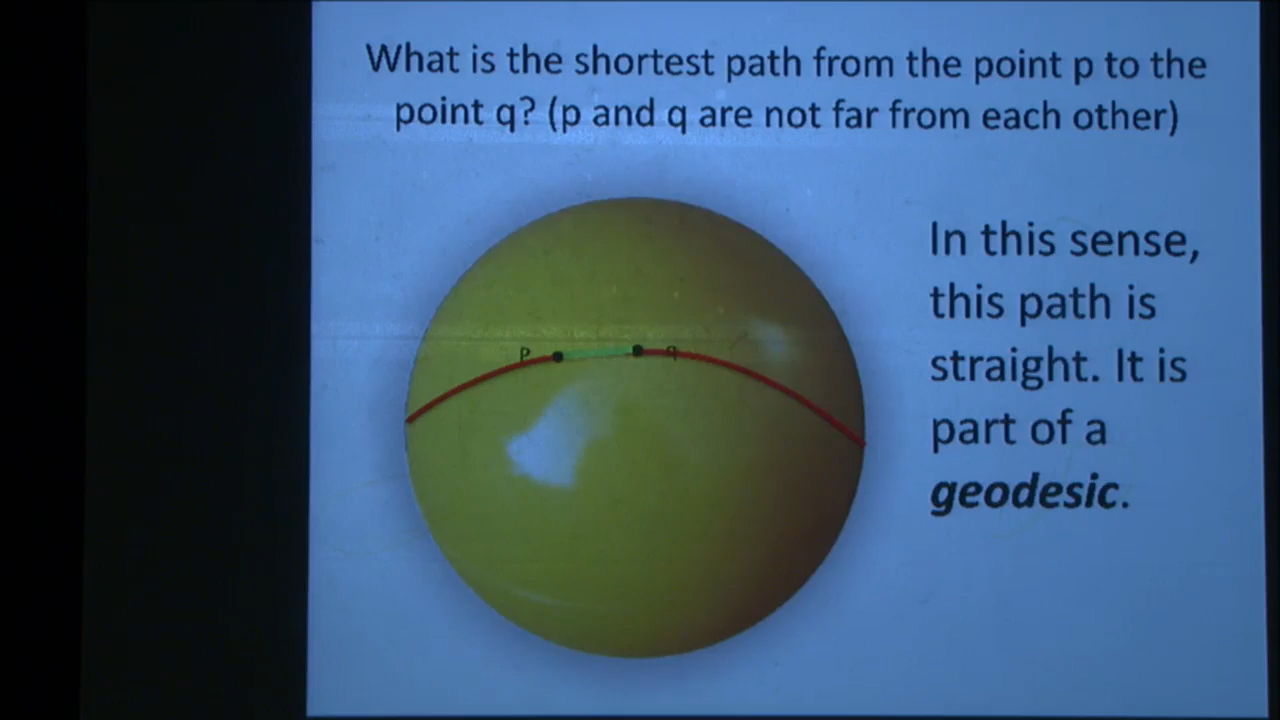 What is the shortest path from the point p to the
point q? (p and q are not far from each other)
In this sense,
this path is
straight. It is
part of a
geodesic.
P
q